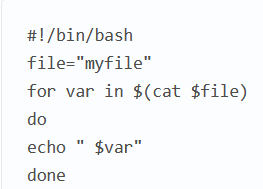 #!/bin/bash
file="myfile"
for var in $(cat $file)
do
echo " $var"
done